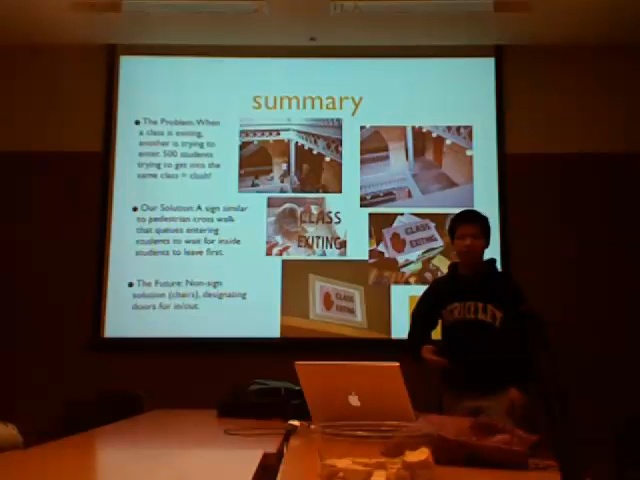 summary
The Problem: When
a class is exiting,
another is trying to
enter. 500 students
trying to get into the
same class = clash!
Our Solution: A sign similar
to pedestrian cross walk
that queues entering
students to wait for inside
students to leave first.
The Future: Non-sign
solution (chairs), designating
doors for in/out.
CLASS
EXITING
CLASS
EXITING
CLASS
EXITING
BERKELEY